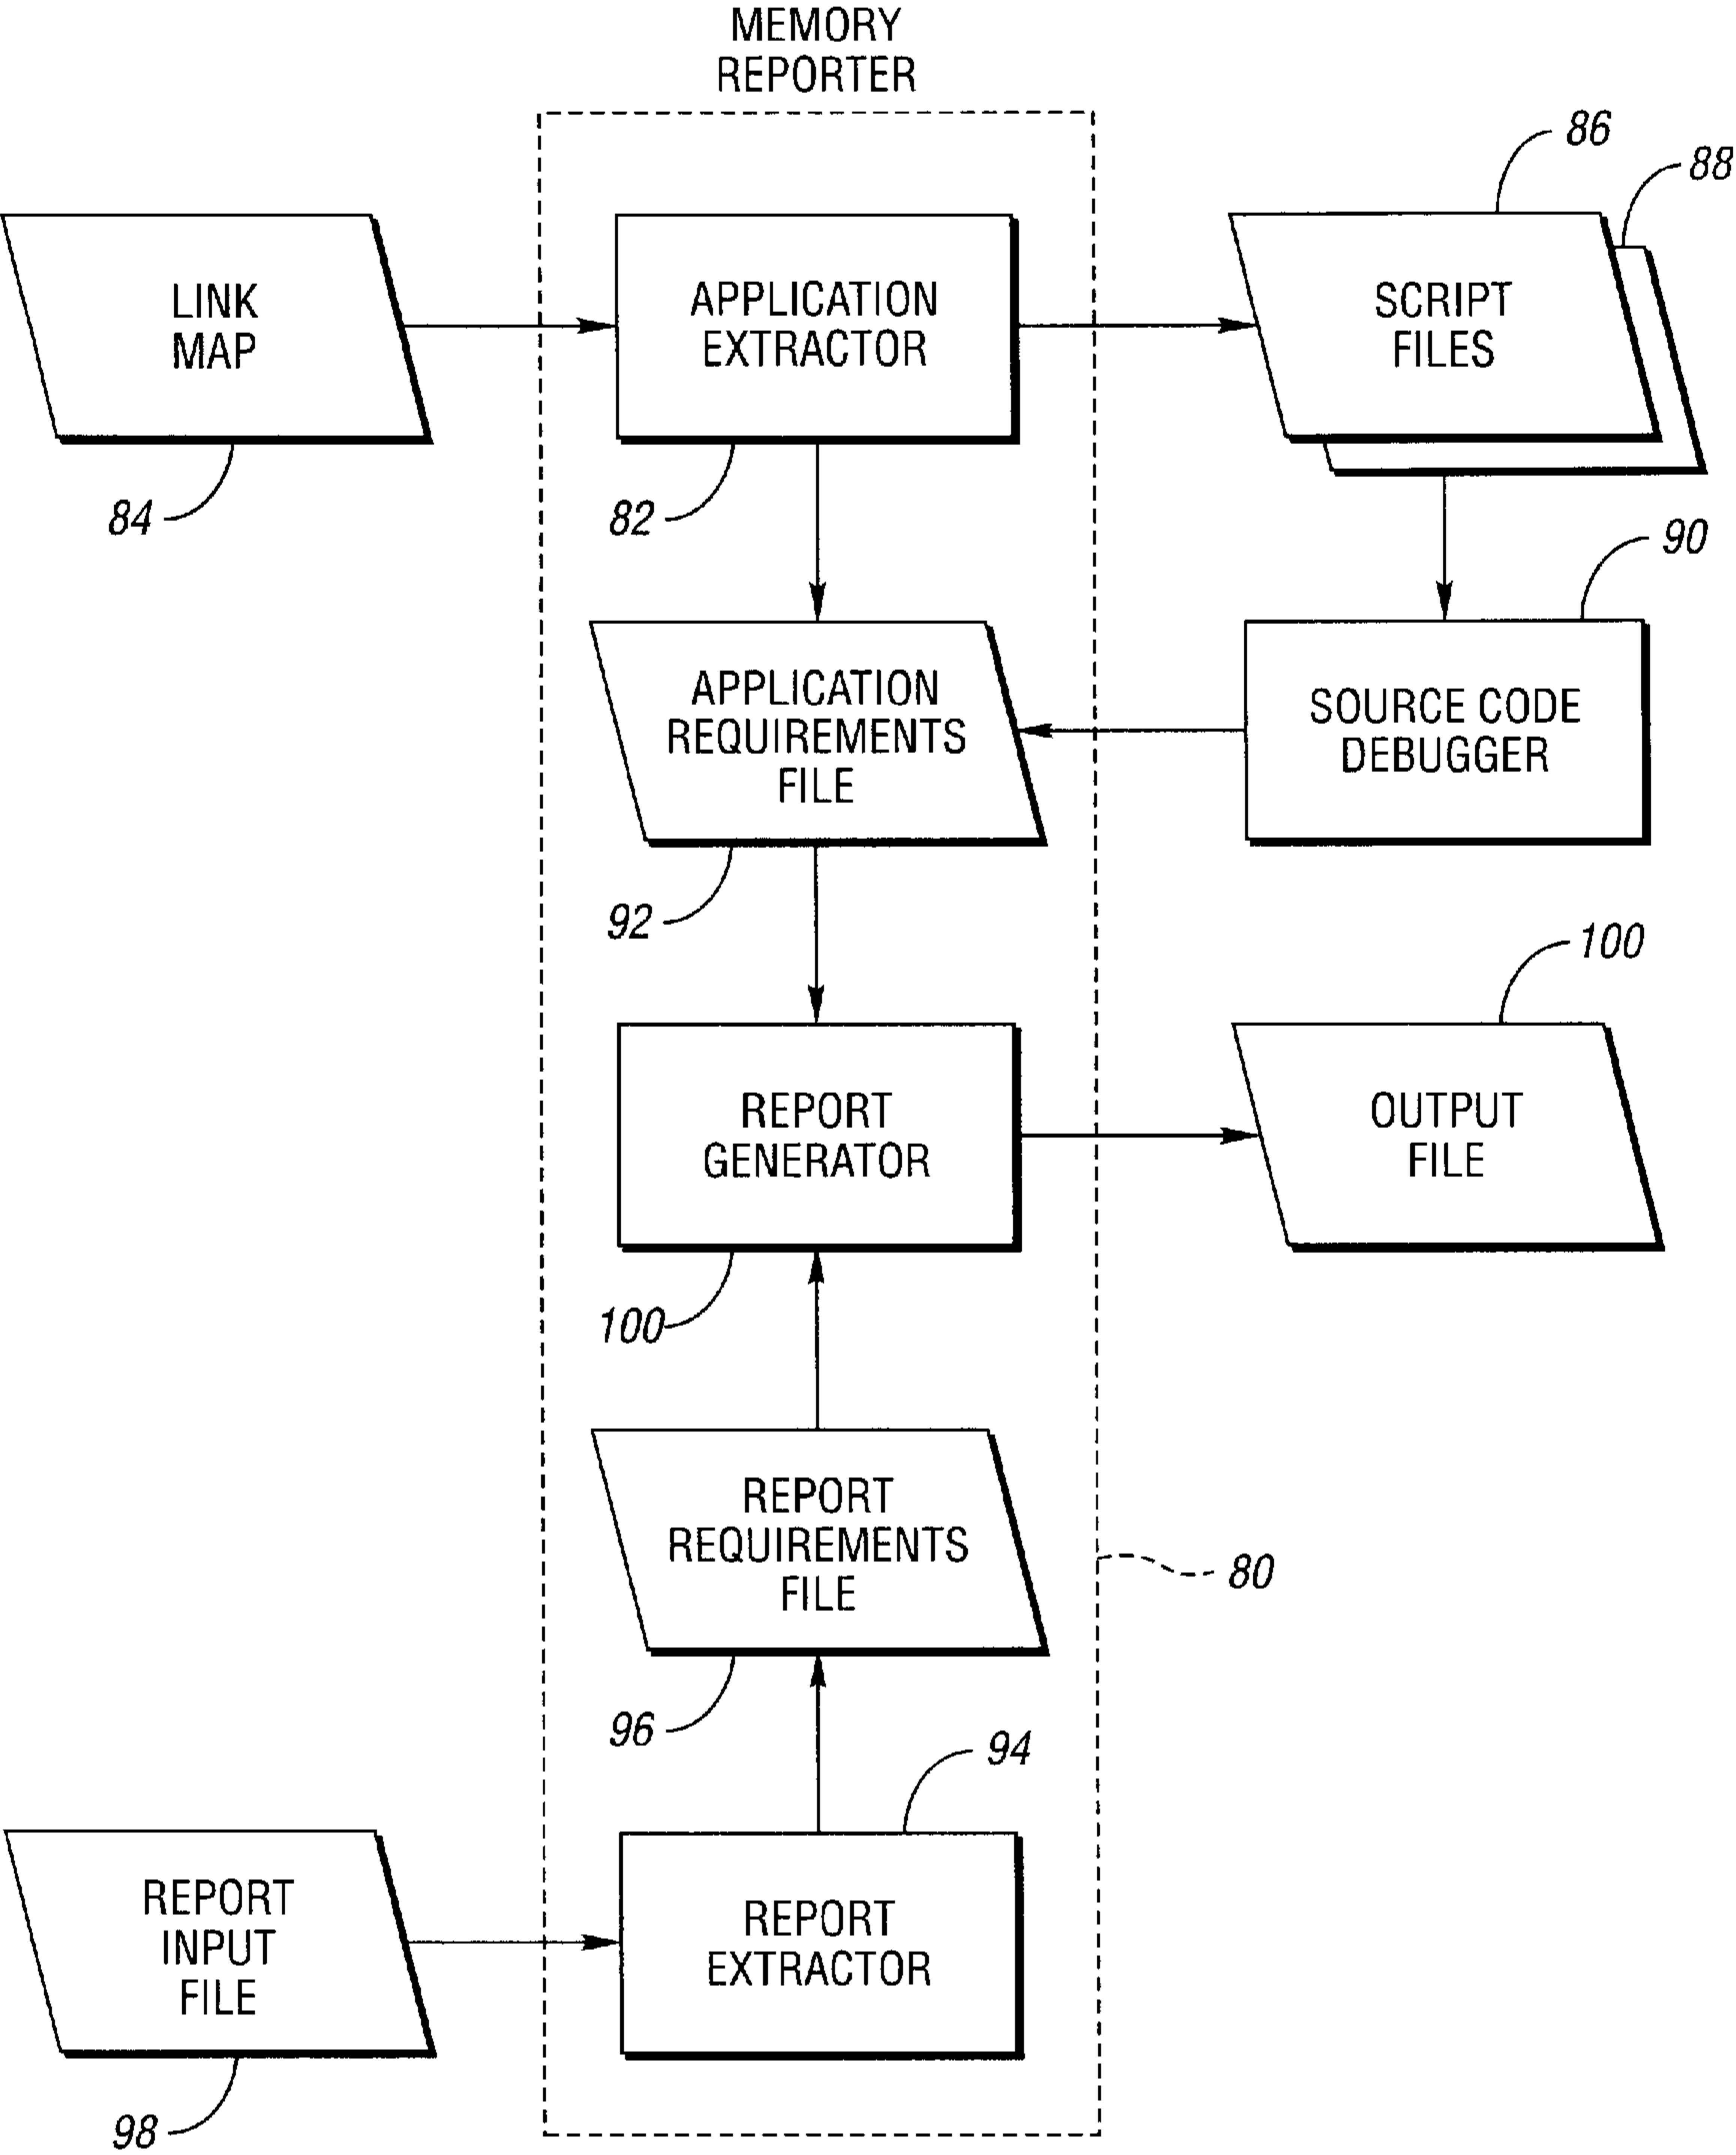 MEMORY
REPORTER
86
88
LINK
MAP
APPLICATION
EXTRACTOR
SCRIPT
FILES
84
82
90
APPLICATION
REQUIREMENTS
FILE
SOURCE CODE
DEBUGGER
92
100
REPORT
GENERATOR
OUTPUT
FILE
100
REPORT
REQUIREMENTS
FILE
80
96
94
REPORT
INPUT
FILE
REPORT
EXTRACTOR
98